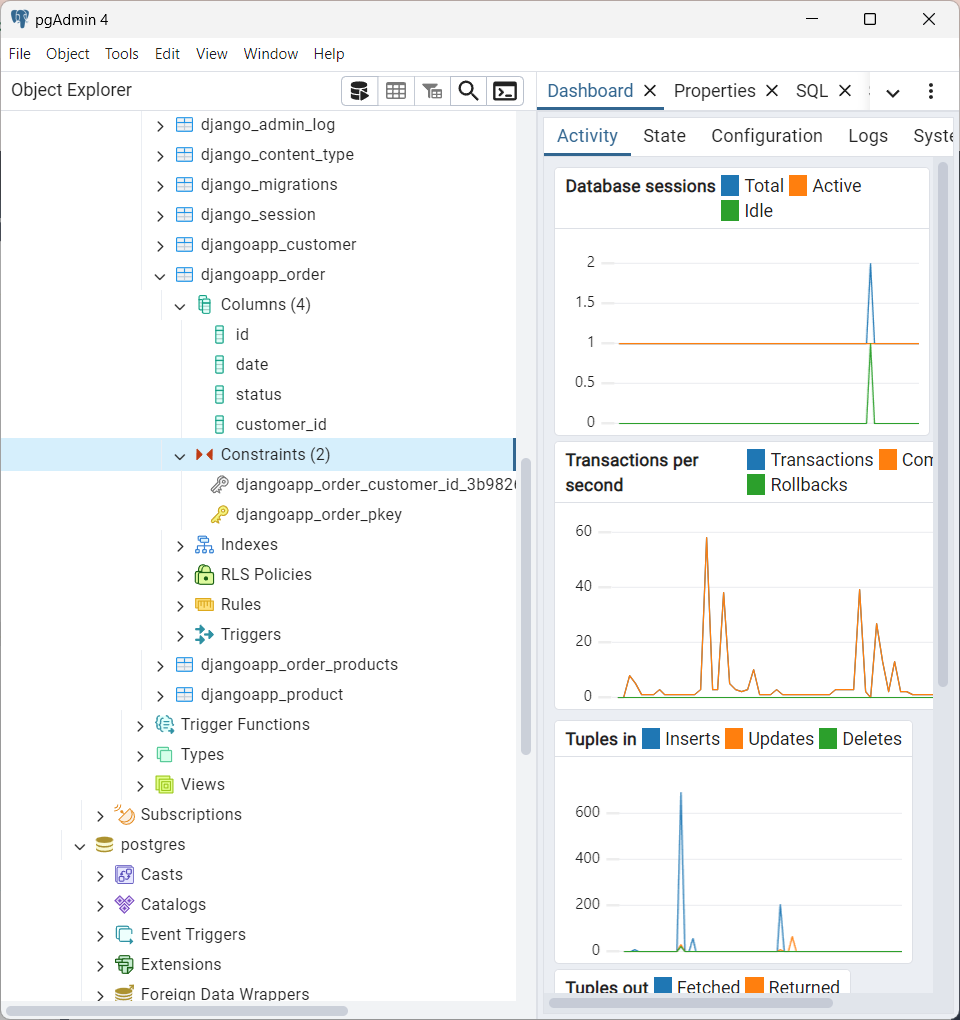 pgAdmin 4
File Object Tools Edit View Window Help
Object Explorer
django_admin_log
django_content_type
django_migrations
django_session
djangoapp_customer
djangoapp_order
Columns (4)
id
date
status
customer_id
Constraints (2)
djangoapp_order_customer_id_3b982
djangoapp_order_pkey
Indexes
RLS Policies
Rules
Triggers
djangoapp_order_products
djangoapp_product
Trigger Functions
Types
Views
Subscriptions
postgres
Casts
Catalogs
Event Triggers
Extensions
Foreign Data Wrappers
Dashboard Properties SQL
Activity State Configuration Logs Syste
Database sessions Total Active
Idle
2
1.5
1
0.5
0
Transactions per second Transactions Com
Rollbacks
60
40
20
0
Tuples in Inserts Updates Deletes
600
400
200
0
Tuples out Fetched Returned